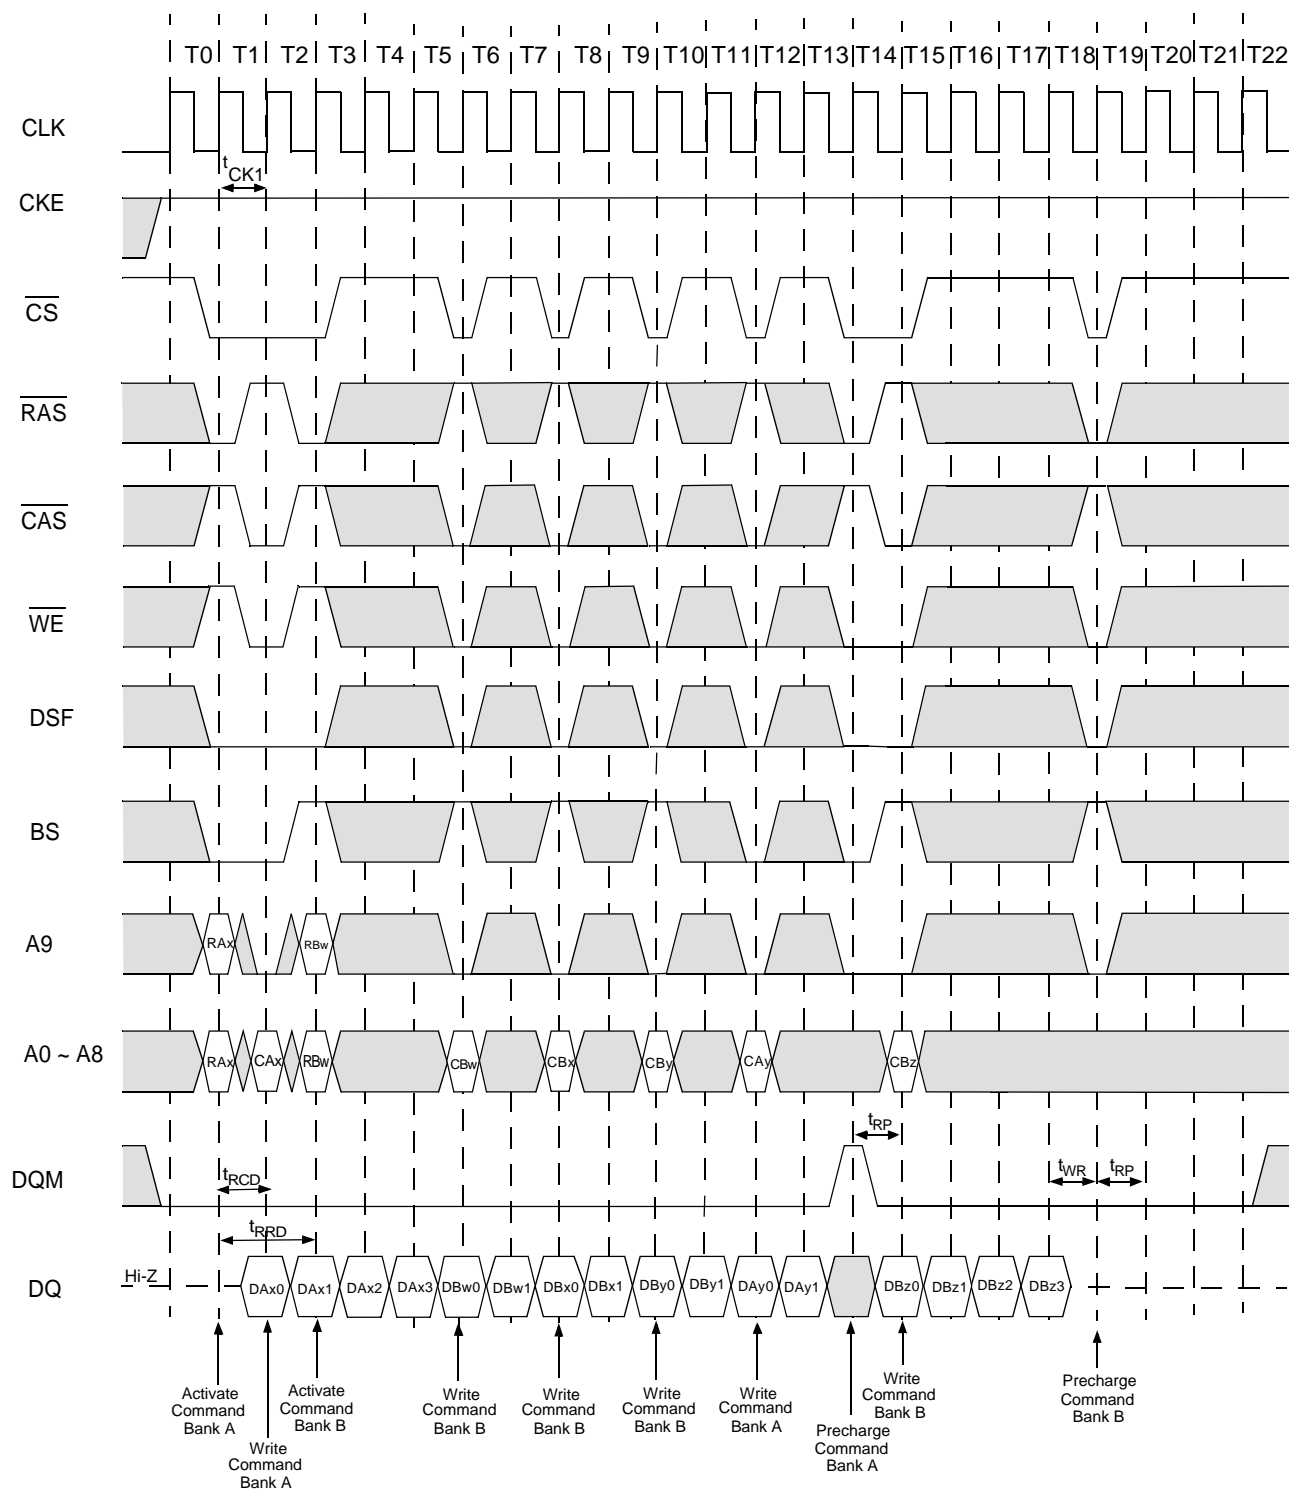 T0 T1 T2 T3 T4 T5 T6 T7 T8 T9 T10 T11 T12 T13 T14 T15 T16 T17 T18 T19 T20 T21 T22
CLK
tCK1
CKE
CS
RAS
CAS
WE
DSF
BS
A9
RAx RBw
A0 ~ A8
RAx CAx RBw CBw CBx CBy CAy CBz
tRP
DQM
tRCD tWR tRP
tRRD
DQ
Hi-Z
DAx0 DAx1 DAx2 DAx3 DBw0 DBw1 DBx0 DBx1 DBy0 DBy1 DAy0 DAy1 DBz0 DBz1 DBz2 DBz3
Activate
Command
Bank A
Write
Command
Bank A
Activate
Command
Bank B
Write
Command
Bank B
Write
Command
Bank B
Write
Command
Bank B
Write
Command
Bank A
Precharge
Command
Bank A
Write
Command
Bank B
Precharge
Command
Bank B